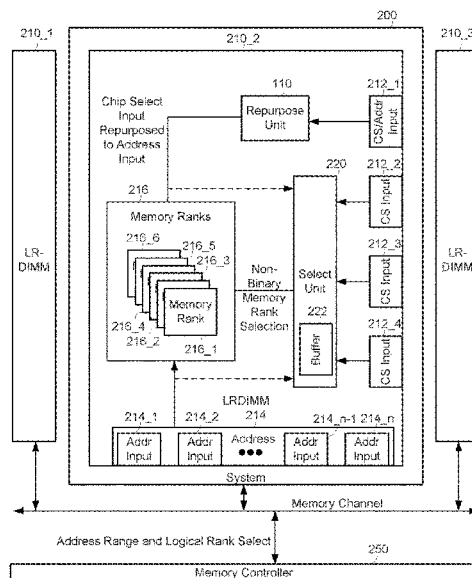 200
210_1
210_2
210_3
110
212_1
Chip Select
Input
Repurposed
to Address
Input
Repurpose
Unit
CS/Addr
Input
212_2
216
220
CS Input
Memory Ranks
216_6
216_5
216_3
212_3
LR-
DIMM
Non-
Binary
Memory
Rank
Selection
Select
Unit
CS Input
LR-
DIMM
Memory
Rank
216_4
216_2
216_1
222
212_4
Buffer
CS Input
LRDIMM
214_1
214_2
214
214_n-1
214_n
Addr
Input
Addr
Input
Address
Addr
Input
Addr
Input
System
Memory Channel
Address Range and Logical Rank Select
250
Memory Controller